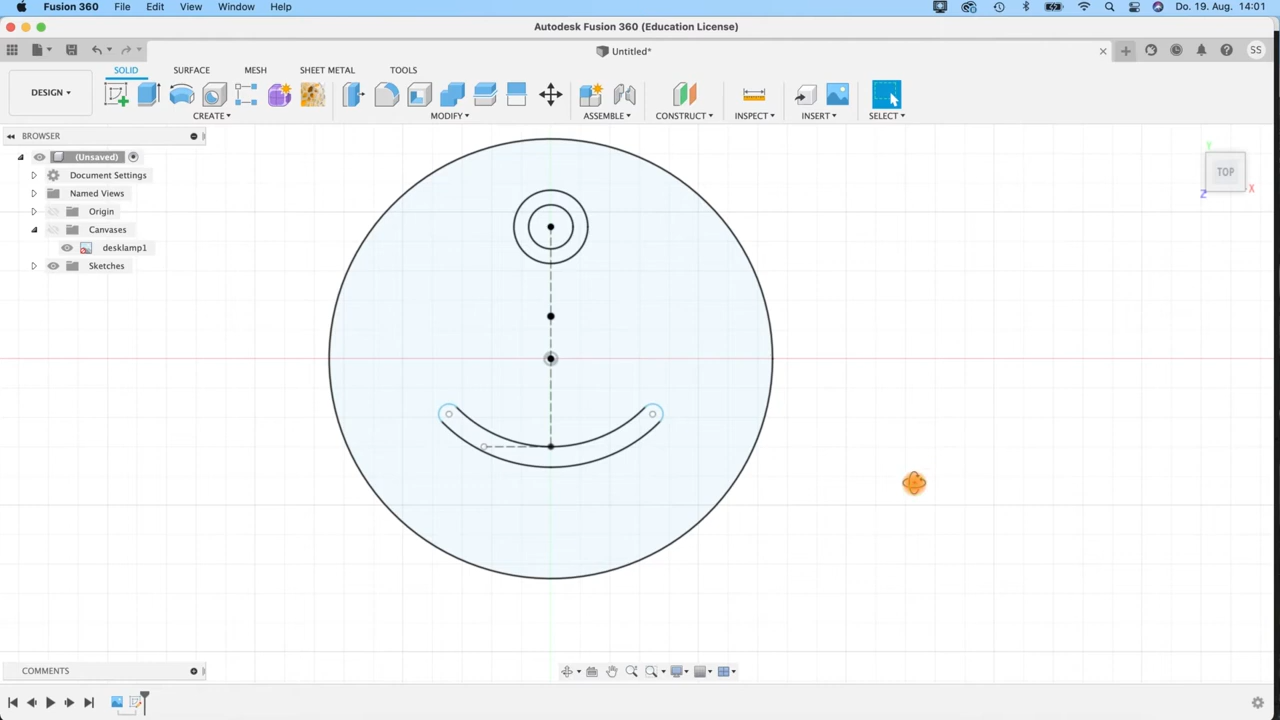 Fusion 360 File Edit View Window Help Do. 19. Aug. 14:01
Autodesk Fusion 360 (Education License)
Untitled* SS
DESIGN SOLID SURFACE MESH SHEET METAL TOOLS
CREATE MODIFY ASSEMBLE CONSTRUCT INSPECT INSERT SELECT
BROWSER
(Unsaved)
Document Settings
Named Views
Origin
Canvases
desklamp1
Sketches
Y
TOP
X
Z
COMMENTS